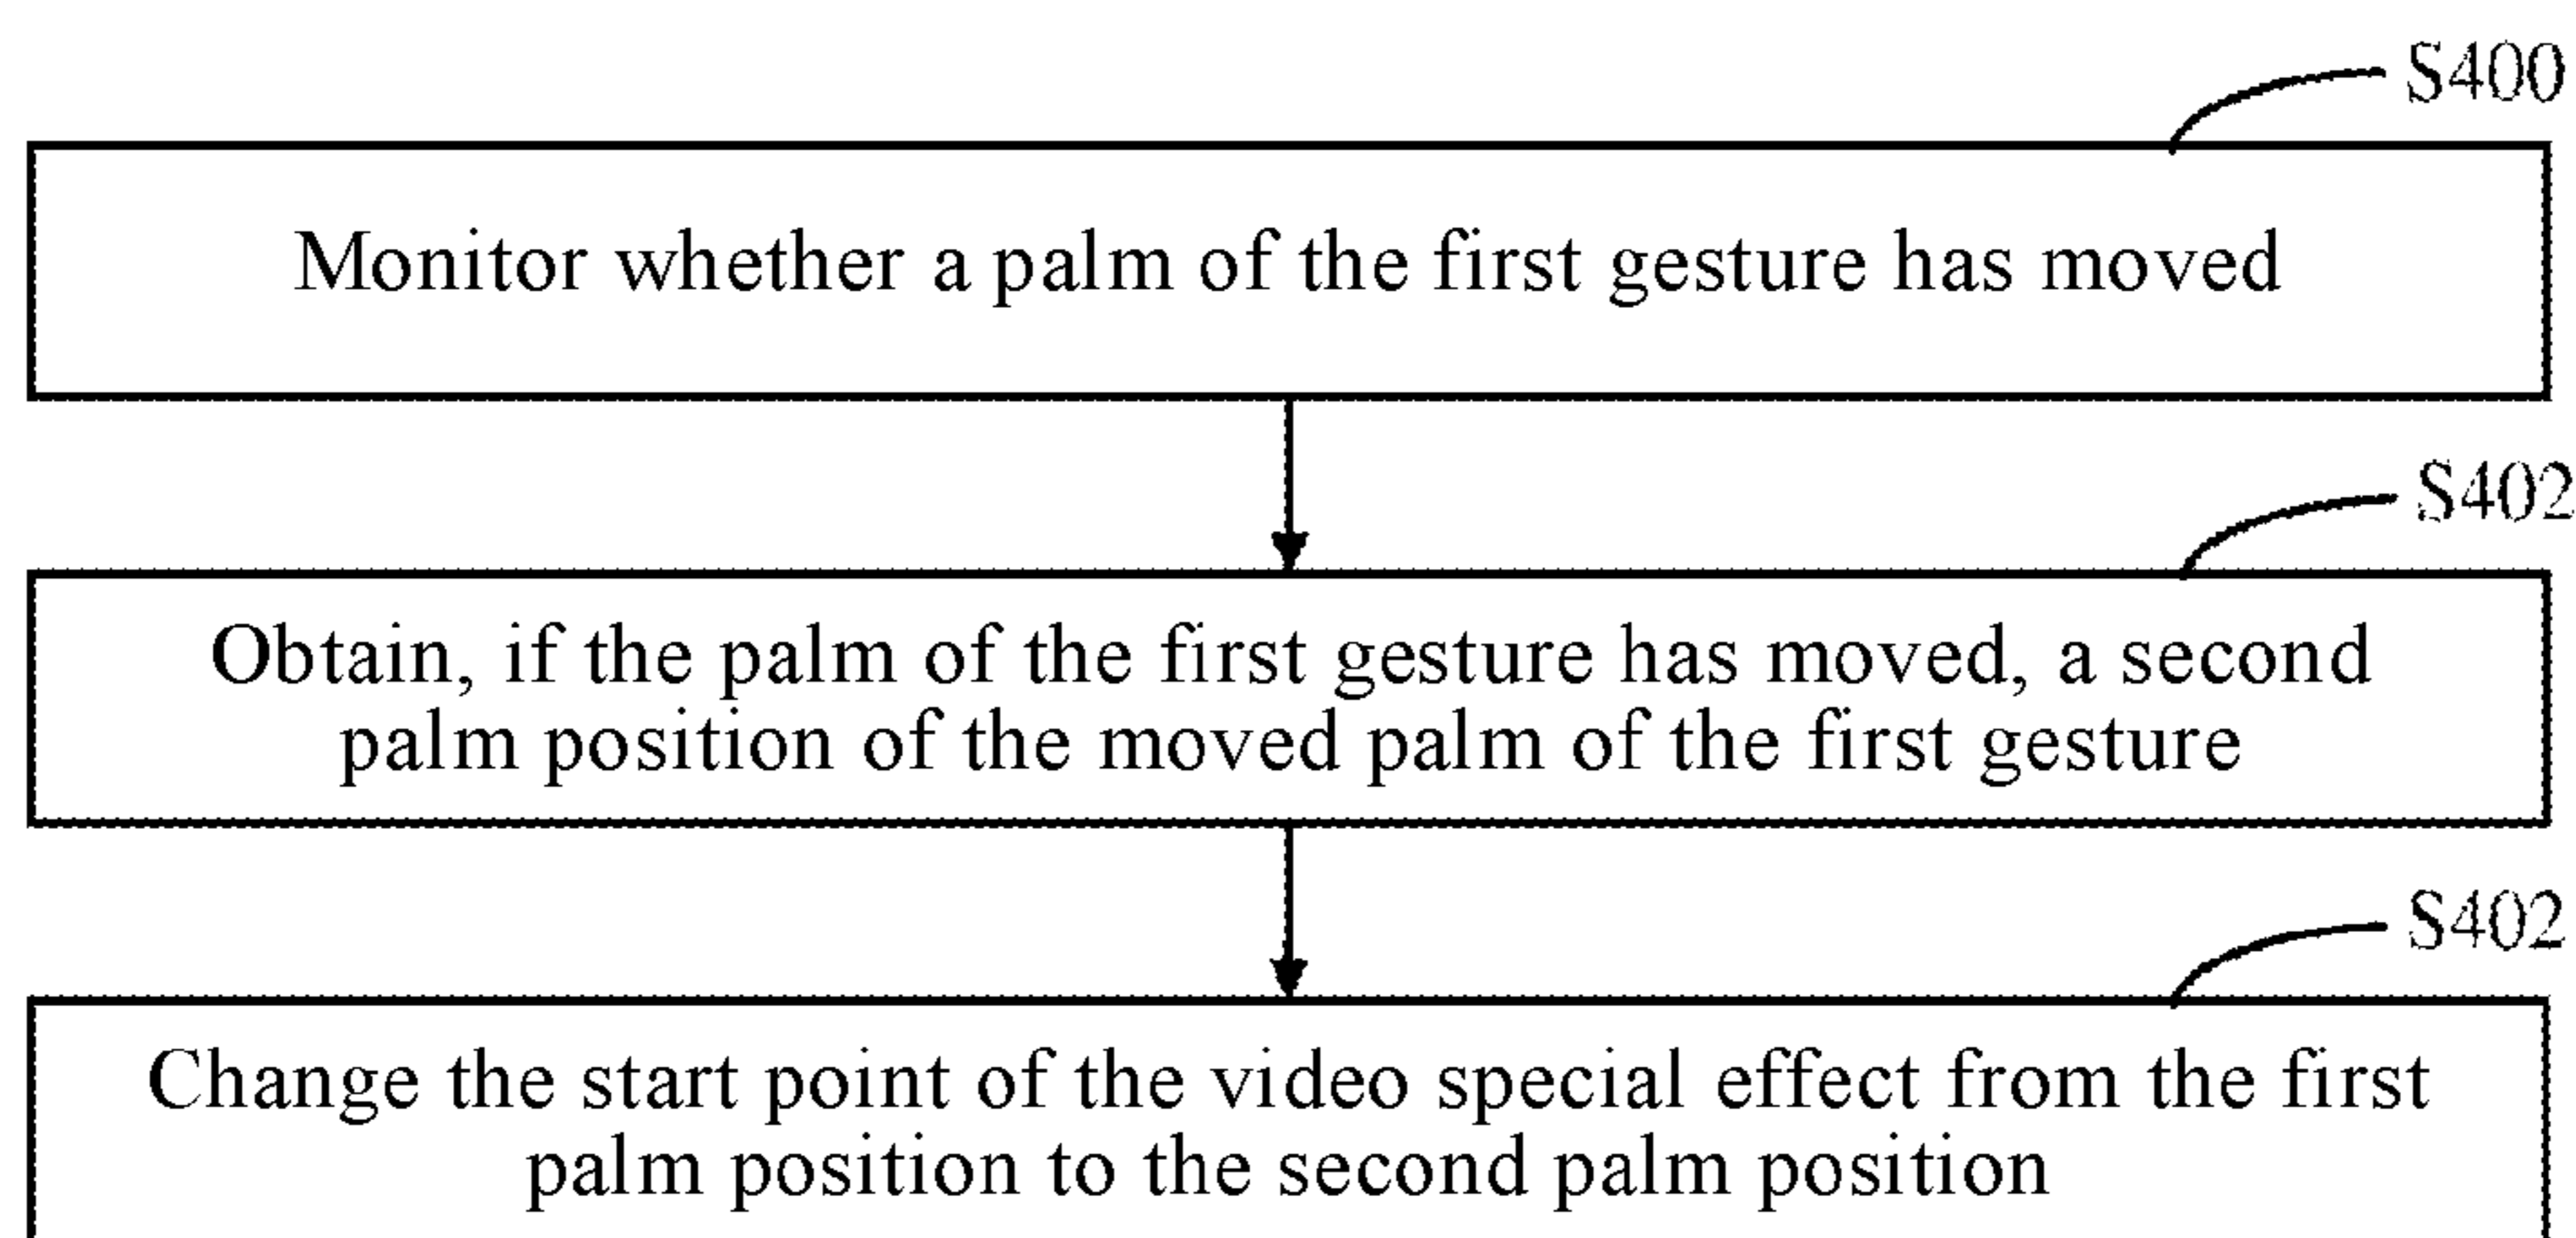 S400
Monitor whether a palm of the first gesture has moved
S402
Obtain, if the palm of the first gesture has moved, a second
palm position of the moved palm of the first gesture
S402
Change the start point of the video special effect from the first
palm position to the second palm position